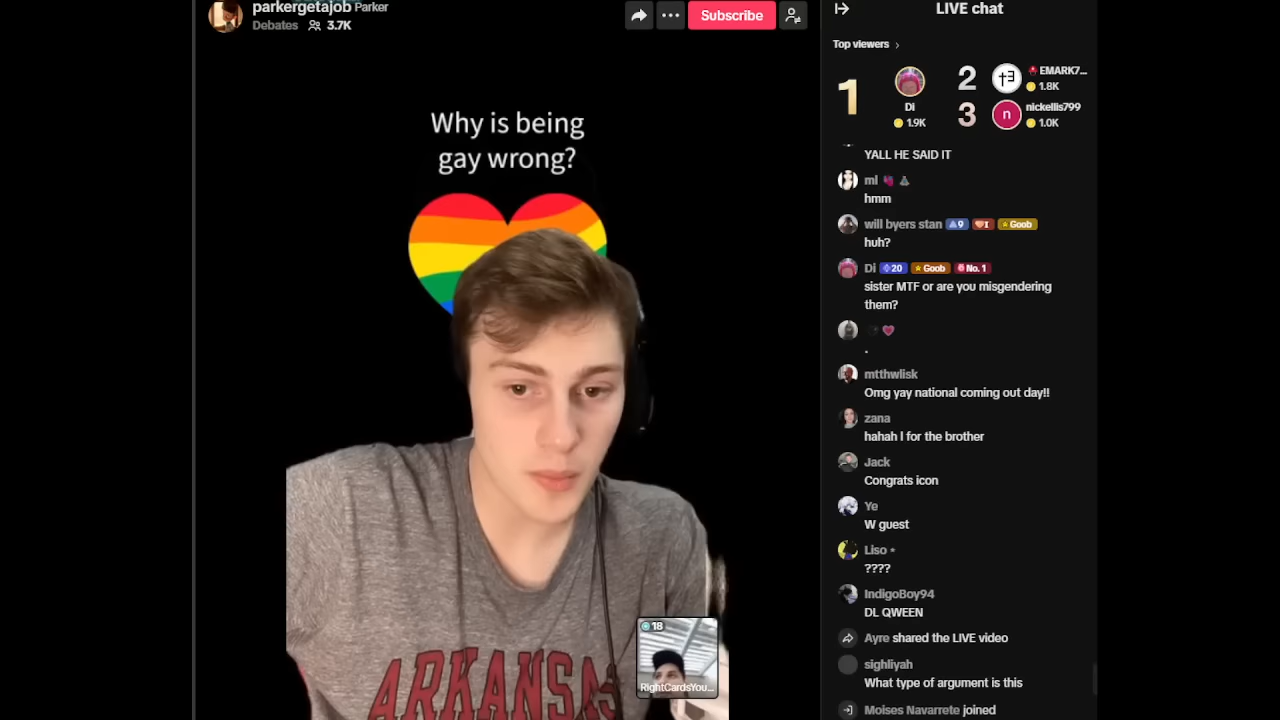 parkergetajob Parker
Debates 3.7K
Subscribe
Why is being
gay wrong?
ARKANSAS
18
RightCardsYou...
LIVE chat
Top viewers
1
Di
1.9K
2
EMARK7...
1.8K
3
n
nickellis799
1.0K
YALL HE SAID IT
ml
hmm
will byers stan 9 I Goob
huh?
Di 20 Goob No. 1
sister MTF or are you misgendering
them?
.
mtthwlisk
Omg yay national coming out day!!
zana
hahah I for the brother
Jack
Congrats icon
Ye
W guest
Liso
????
IndigoBoy94
DL QWEEN
Ayre shared the LIVE video
sighliyah
What type of argument is this
Moises Navarrete joined